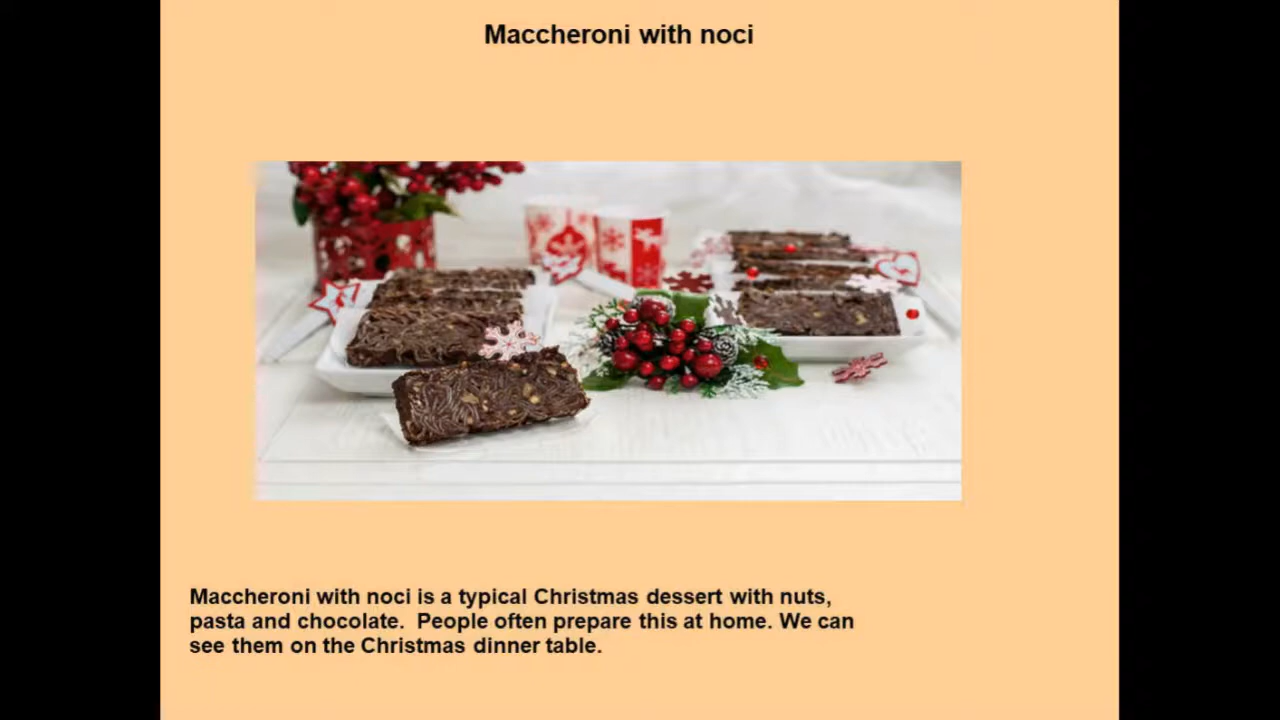 Maccheroni with noci
Maccheroni with noci is a typical Christmas dessert with nuts,
pasta and chocolate.  People often prepare this at home. We can
see them on the Christmas dinner table.